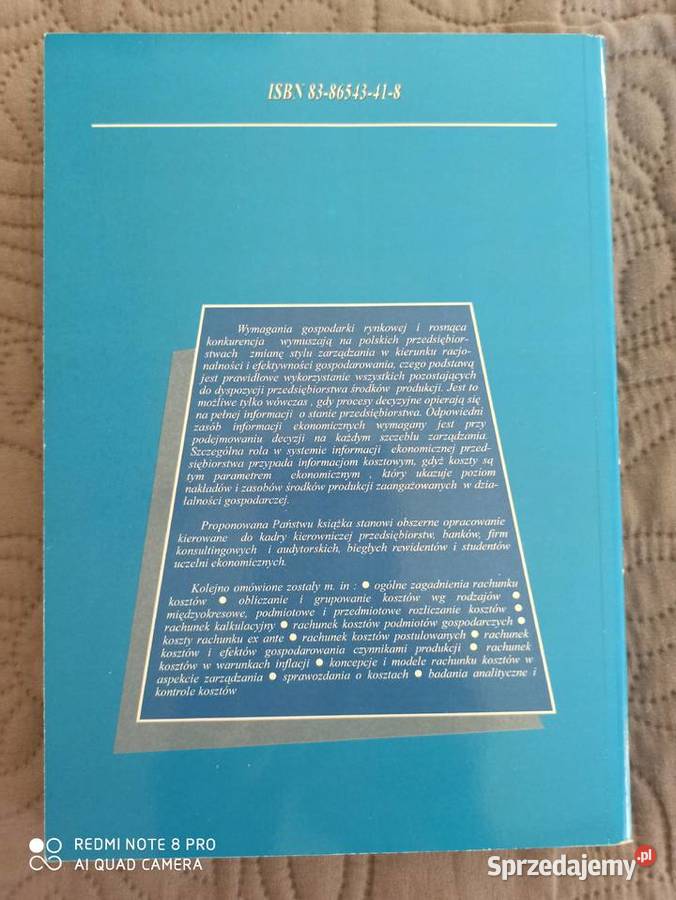 ISBN 83-86543-41-8
Wymagania gospodarki rynkowej i rosnąca
konkurencja wymuszają na polskich przedsiębior-
stwach zmianę stylu zarządzania w kierunku racjo-
nalności i efektywności gospodarowania, czego podstawą
jest prawidłowe wykorzystanie wszystkich pozostających
do dyspozycji przedsiębiorstwa środków produkcji. Jest to
możliwe tylko wówczas , gdy procesy decyzyjne opierają się
na pełnej informacji o stanie przedsiębiorstwa. Odpowiedni
zasób informacji ekonomicznych wymagany jest przy
podejmowaniu decyzji na każdym szczeblu zarządzania.
Szczególna rola w systemie informacji ekonomicznej przed-
siębiorstwa przypada informacjom kosztowym, gdyż koszty są
tym parametrem ekonomicznym , który ukazuje poziom
nakładów i zasobów środków produkcji zaangażowanych w dzia-
łalności gospodarczej.
Proponowana Państwu książka stanowi obszerne opracowanie
kierowane do kadry kierowniczej przedsiębiorstw, banków, firm
konsultingowych i audytorskich, biegłych rewidentów i studentów
uczelni ekonomicznych.
Kolejno omówione zostały m. in : ● ogólne zagadnienia rachunku
kosztów ● obliczanie i grupowanie kosztów wg rodzajów ●
międzyokresowe, podmiotowe i przedmiotowe rozliczanie kosztów ●
rachunek kalkulacyjny ● rachunek kosztów podmiotów gospodarczych ●
koszty rachunku ex ante ● rachunek kosztów postulowanych ● rachunek
kosztów i efektów gospodarowania czynnikami produkcji ● rachunek
kosztów w warunkach inflacji ● koncepcje i modele rachunku kosztów w
aspekcie zarządzania ● sprawozdania o kosztach ● badania analityczne i
kontrole kosztów
REDMI NOTE 8 PRO
AI QUAD CAMERA
Sprzedajemy.pl